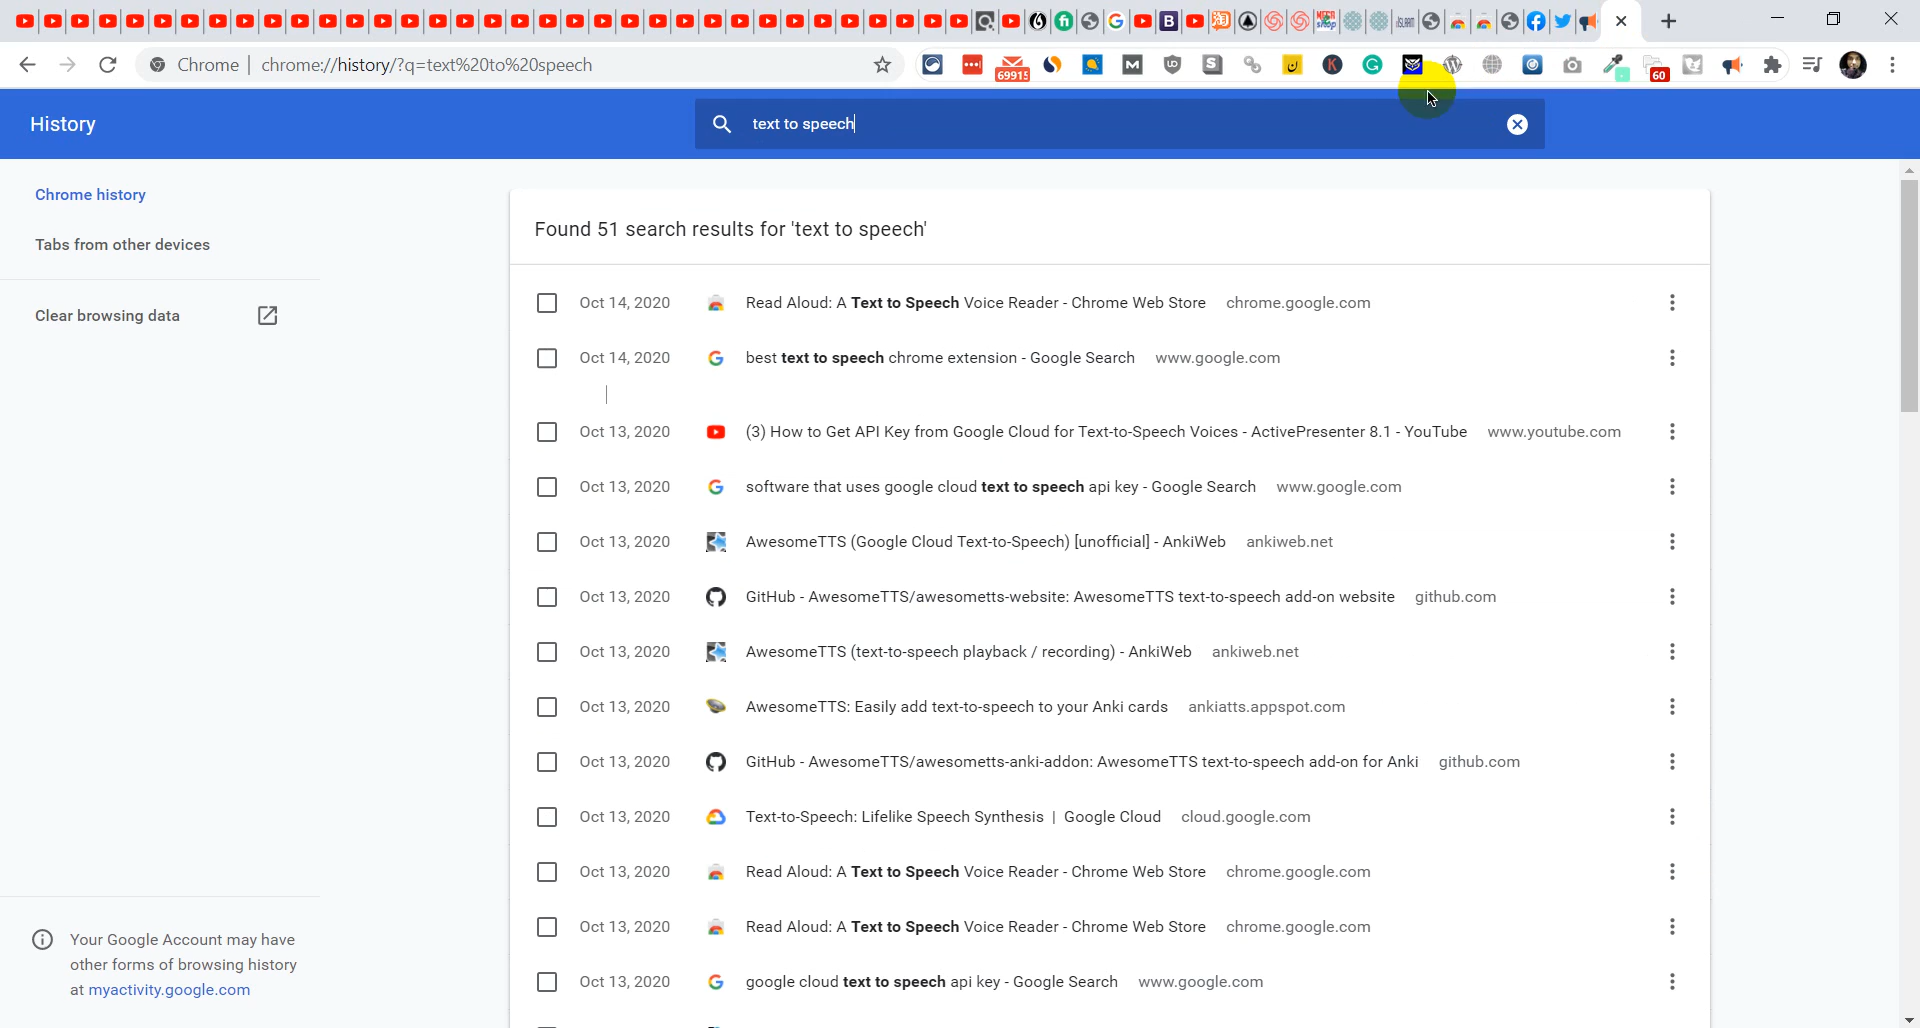 Chrome | chrome://history/?q=text%20to%20speech
69915
60
History
text to speech
Chrome history
Tabs from other devices
Clear browsing data
Found 51 search results for 'text to speech'
Oct 14, 2020 Read Aloud: A Text to Speech Voice Reader - Chrome Web Store chrome.google.com
Oct 14, 2020 best text to speech chrome extension - Google Search www.google.com
Oct 13, 2020 (3) How to Get API Key from Google Cloud for Text-to-Speech Voices - ActivePresenter 8.1 - YouTube www.youtube.com
Oct 13, 2020 software that uses google cloud text to speech api key - Google Search www.google.com
Oct 13, 2020 AwesomeTTS (Google Cloud Text-to-Speech) [unofficial] - AnkiWeb ankiweb.net
Oct 13, 2020 GitHub - AwesomeTTS/awesometts-website: AwesomeTTS text-to-speech add-on website github.com
Oct 13, 2020 AwesomeTTS (text-to-speech playback / recording) - AnkiWeb ankiweb.net
Oct 13, 2020 AwesomeTTS: Easily add text-to-speech to your Anki cards ankiatts.appspot.com
Oct 13, 2020 GitHub - AwesomeTTS/awesometts-anki-addon: AwesomeTTS text-to-speech add-on for Anki github.com
Oct 13, 2020 Text-to-Speech: Lifelike Speech Synthesis | Google Cloud cloud.google.com
Oct 13, 2020 Read Aloud: A Text to Speech Voice Reader - Chrome Web Store chrome.google.com
Oct 13, 2020 Read Aloud: A Text to Speech Voice Reader - Chrome Web Store chrome.google.com
Oct 13, 2020 google cloud text to speech api key - Google Search www.google.com
Your Google Account may have
other forms of browsing history
at myactivity.google.com